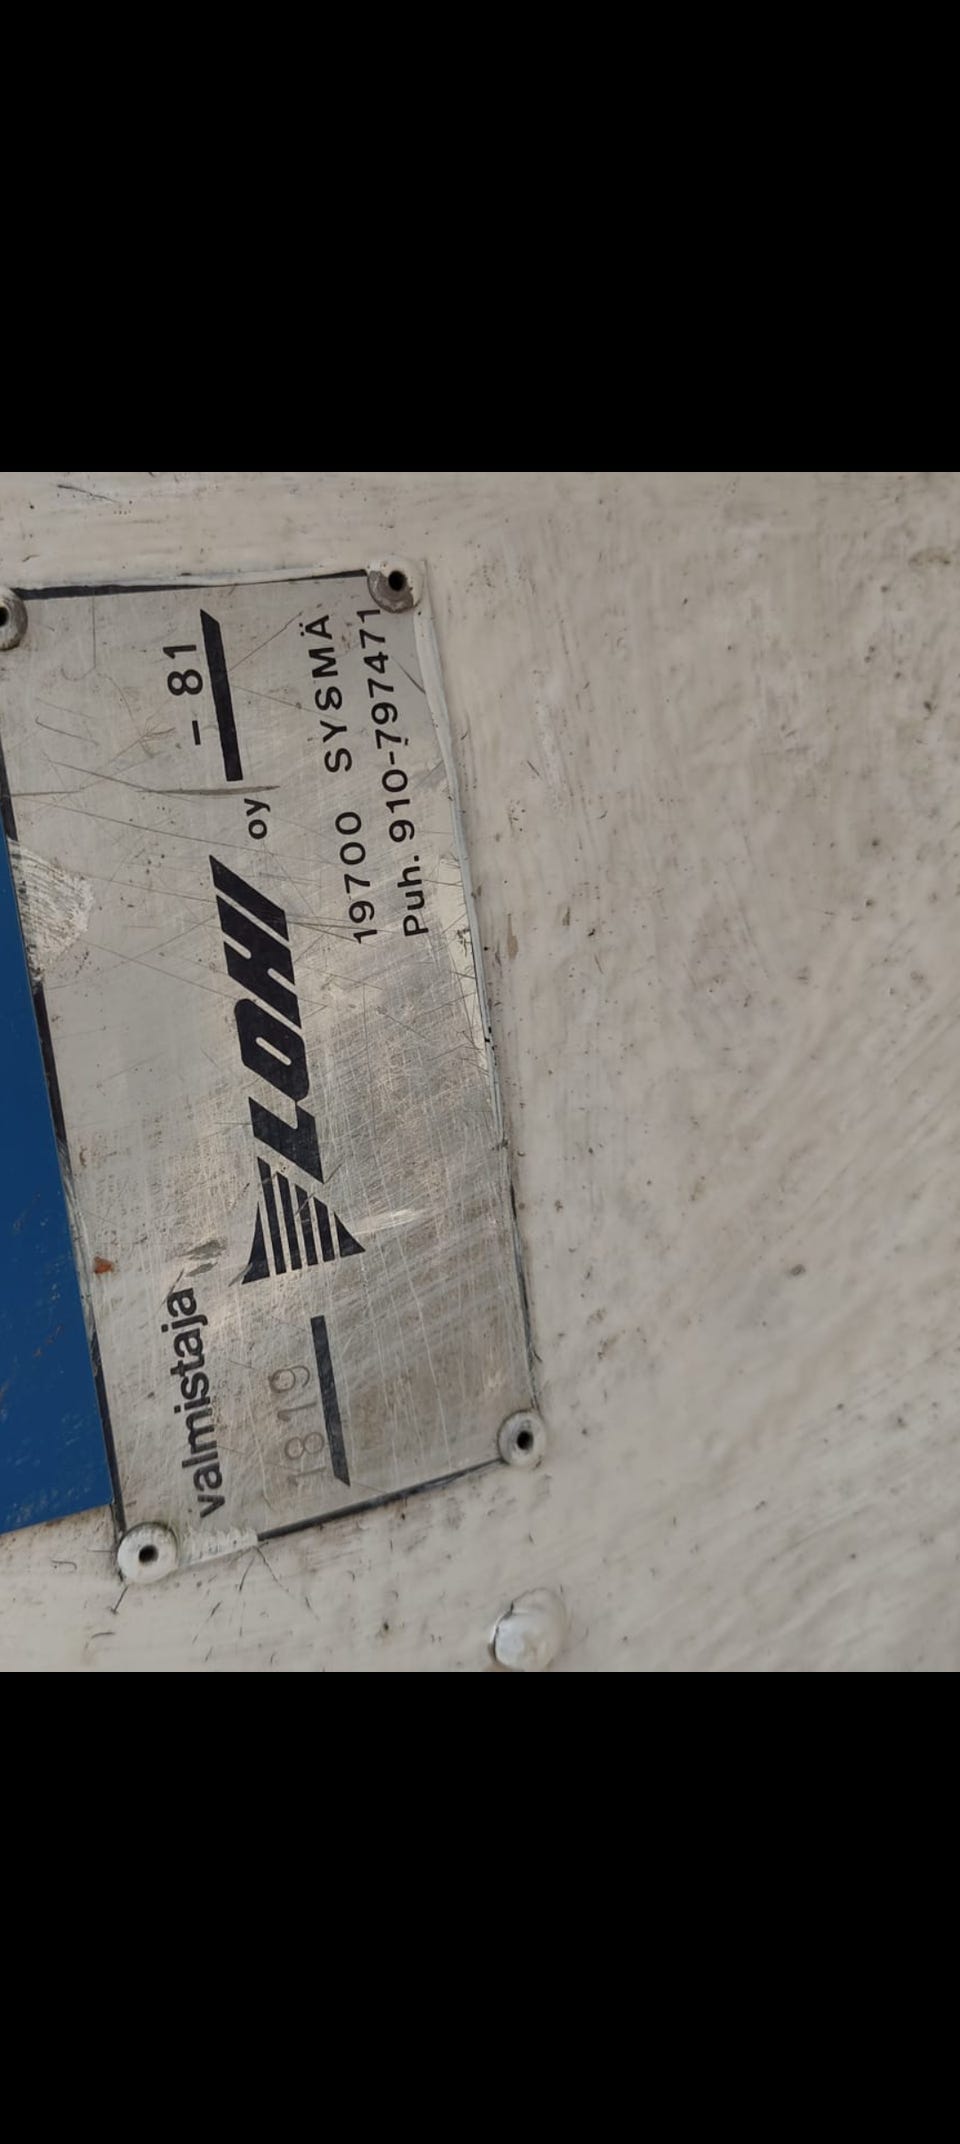 valmistaja
- 81
1819
LOHI oy
19700 SYSMÄ
Puh. 910-797471